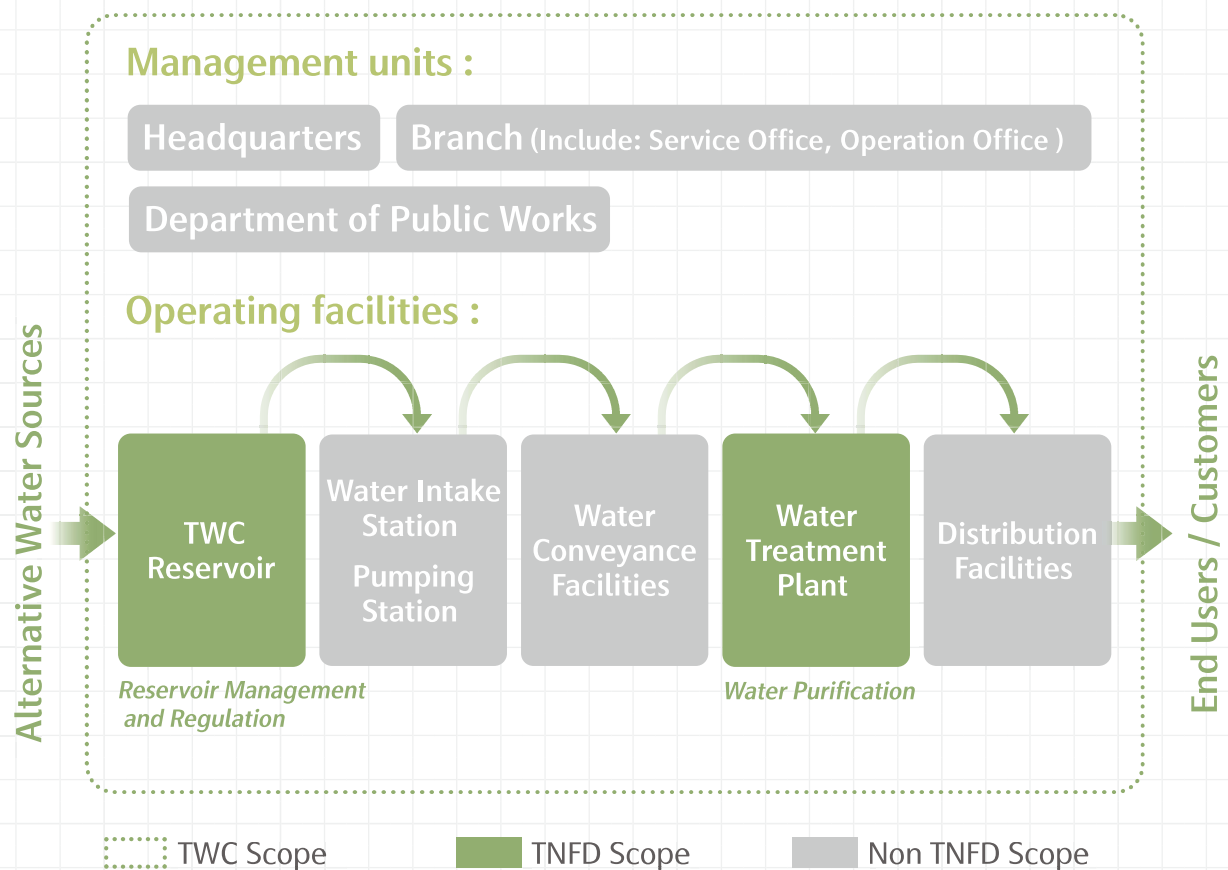 Management units :
Headquarters
Branch (Include: Service Office, Operation Office )
Department of Public Works
Operating facilities :
Alternative Water Sources
TWC
Reservoir
Water Intake
Station
Pumping
Station
Water
Conveyance
Facilities
Water
Treatment
Plant
Distribution
Facilities
End Users / Customers
Reservoir Management
and Regulation
Water Purification
TWC Scope
TNFD Scope
Non TNFD Scope